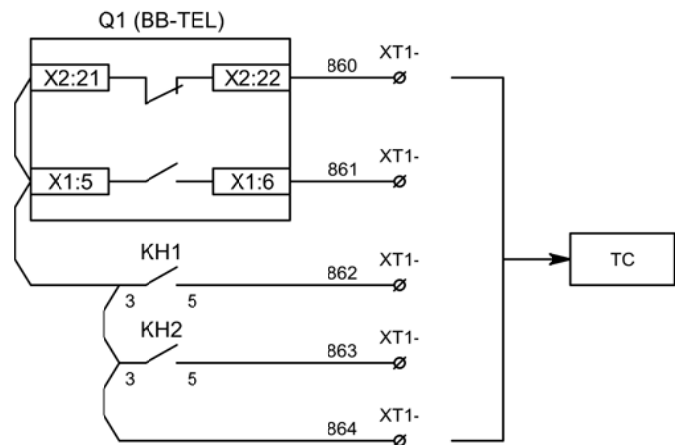 Q1 (BB-TEL)
X2:21 X2:22 860 XT1-
X1:5 X1:6 861 XT1-
KH1 862 XT1-
3 5
KH2 863 XT1-
3 5
864 XT1-
TC